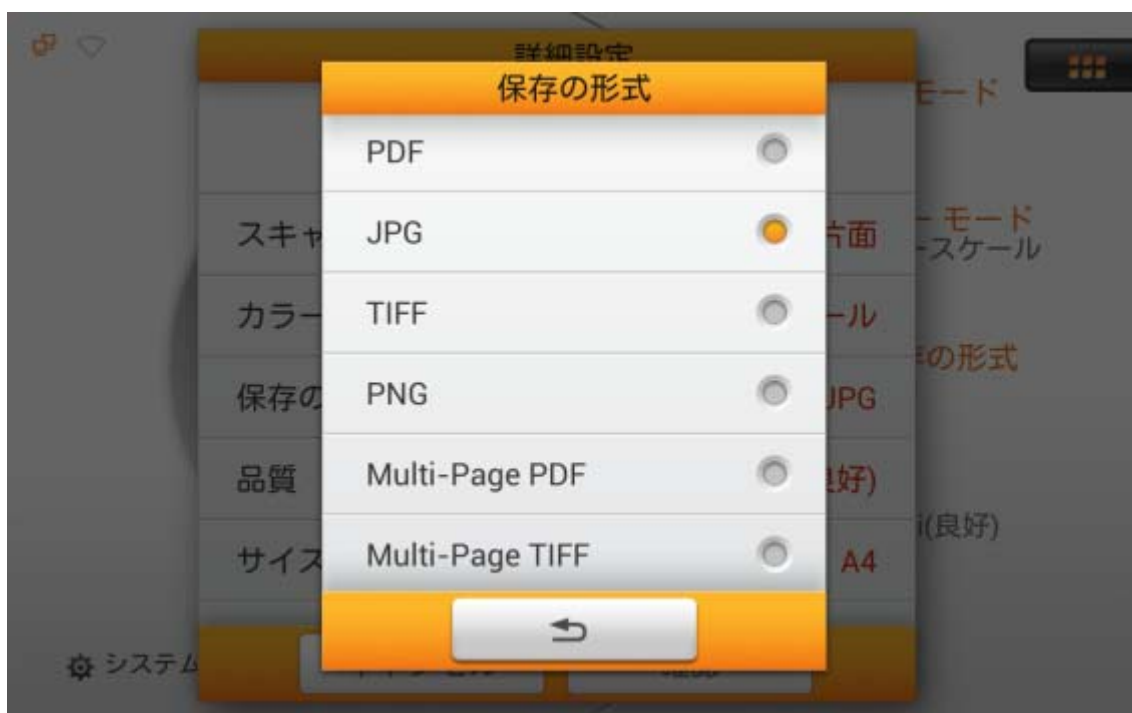 詳細設定
保存の形式
モード
PDF
スキャ
JPG
片面
モード
ースケール
カラー
TIFF
ール
の形式
保存の
PNG
JPG
品質
Multi-Page PDF
良好)
i(良好)
サイズ
Multi-Page TIFF
A4
システム